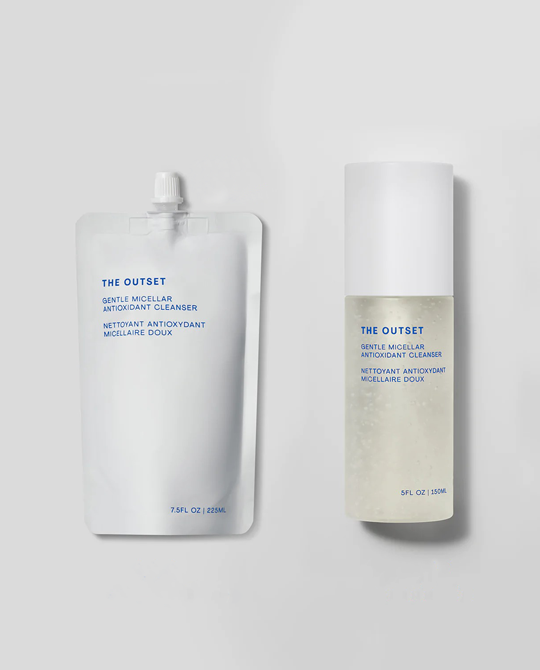 THE OUTSET
GENTLE MICELLAR
ANTIOXIDANT CLEANSER
NETTOYANT ANTIOXYDANT
MICELLAIRE DOUX
7.5FL OZ | 225ML
THE OUTSET
GENTLE MICELLAR
ANTIOXIDANT CLEANSER
NETTOYANT ANTIOXYDANT
MICELLAIRE DOUX
5FL OZ | 150ML